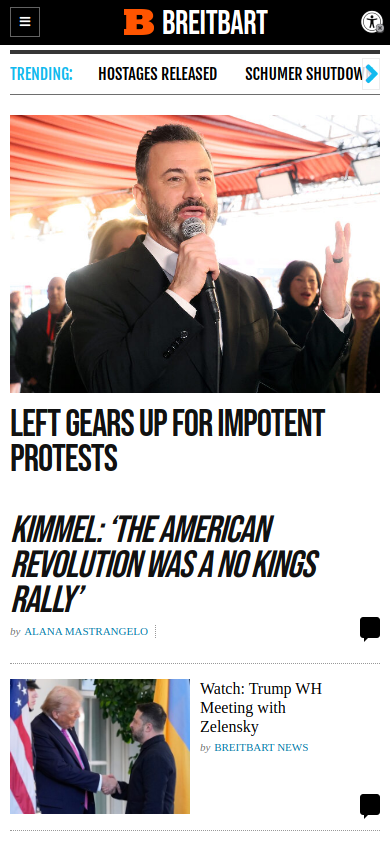 BREITBART
TRENDING: HOSTAGES RELEASED SCHUMER SHUTDOW
LEFT GEARS UP FOR IMPOTENT
PROTESTS
KIMMEL: ‘THE AMERICAN
REVOLUTION WAS A NO KINGS
RALLY’
by ALANA MASTRANGELO
Watch: Trump WH
Meeting with
Zelensky
by BREITBART NEWS